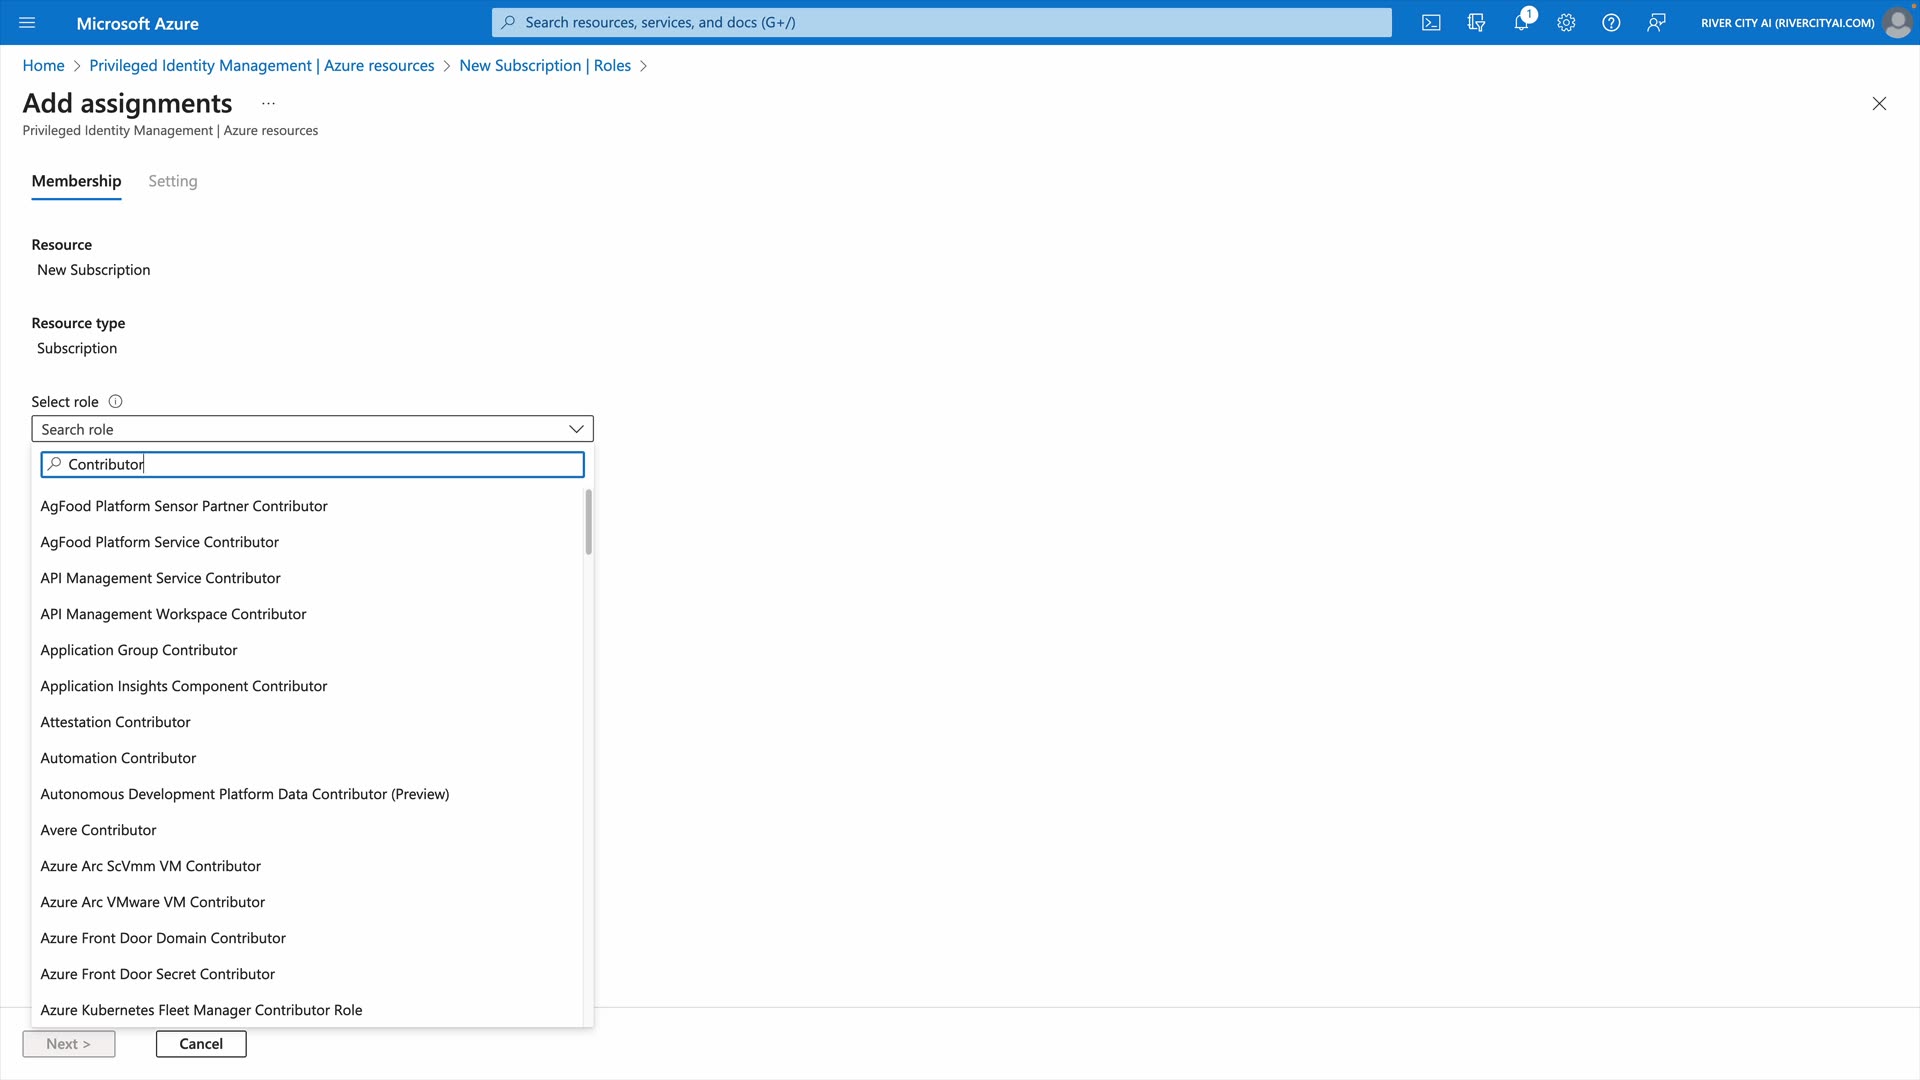 Microsoft Azure
Search resources, services, and docs (G+/)
1
RIVER CITY AI (RIVERCITYAI.COM)
Home > Privileged Identity Management | Azure resources > New Subscription | Roles >
Add assignments ...
Privileged Identity Management | Azure resources
Membership Setting
Resource
New Subscription
Resource type
Subscription
Select role
Search role
Contributor
AgFood Platform Sensor Partner Contributor
AgFood Platform Service Contributor
API Management Service Contributor
API Management Workspace Contributor
Application Group Contributor
Application Insights Component Contributor
Attestation Contributor
Automation Contributor
Autonomous Development Platform Data Contributor (Preview)
Avere Contributor
Azure Arc ScVmm VM Contributor
Azure Arc VMware VM Contributor
Azure Front Door Domain Contributor
Azure Front Door Secret Contributor
Azure Kubernetes Fleet Manager Contributor Role
Next > Cancel